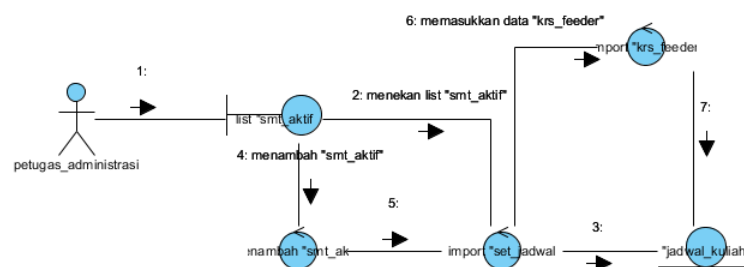 6: memasukkan data "krs_feeder"
mport "krs_feeder
1:
2: menekan list "smt_aktif"
7:
list "smt_aktif
petugas_administrasi
4: menambah "smt_aktif"
5:
3:
enambah "smt_ak
import "set_jadwal
"jadwal_kuliah